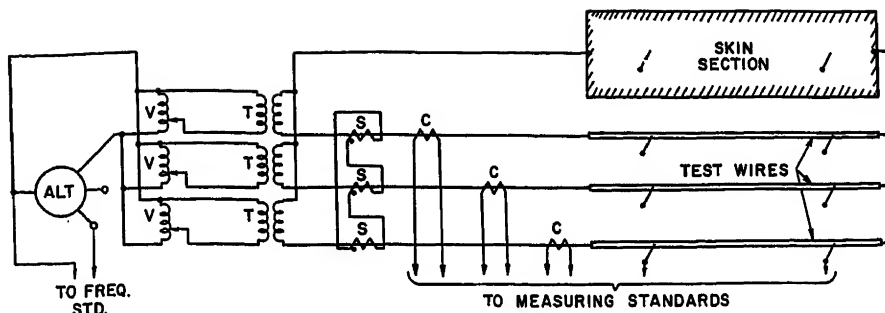 SKIN
SECTION
V
T
S
C
V
T
S
C
ALT
TEST WIRES
V
T
S
C
TO FREQ.
STD.
TO MEASURING STANDARDS